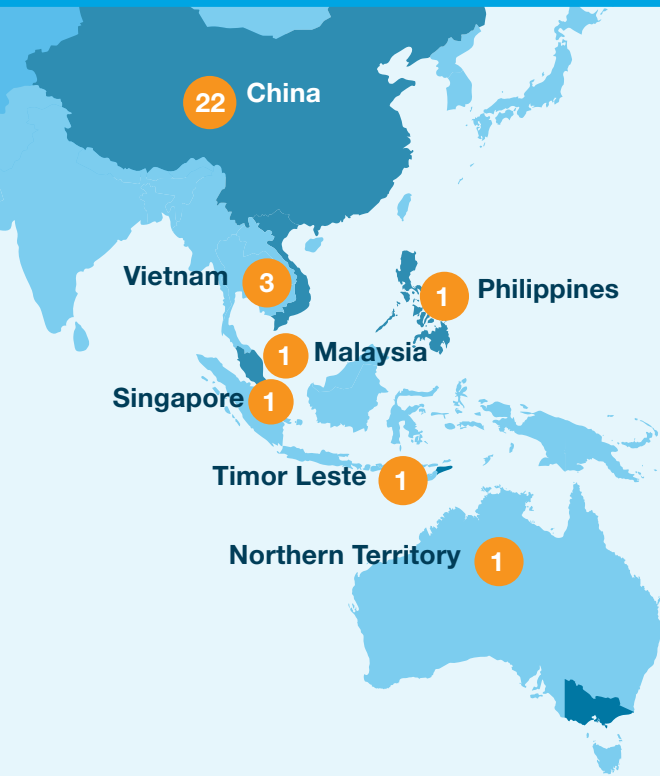 22 China
Vietnam 3
1 Philippines
1 Malaysia
Singapore 1
Timor Leste 1
Northern Territory 1